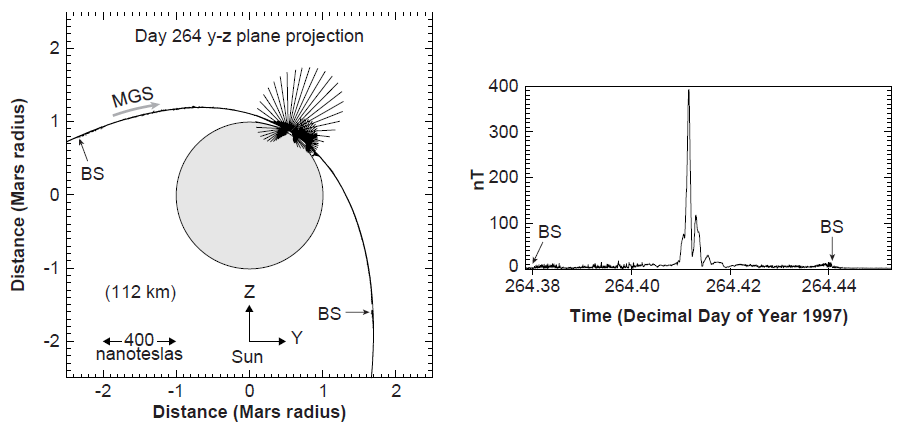 Day 264 y-z plane projection
2
MGS
1
BS
0
-1
(112 km)
Z
BS
-2
400
nanoteslas
Y
Sun
-2 -1 0 1 2
Distance (Mars radius)
Distance (Mars radius)
400
300
200
100
0
nT
BS
BS
264.38 264.40 264.42 264.44
Time (Decimal Day of Year 1997)